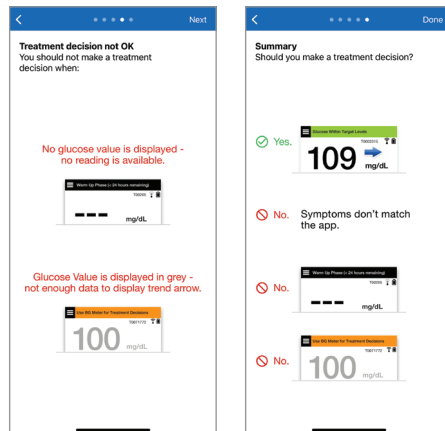 Next
Treatment decision not OK
You should not make a treatment
decision when:
No glucose value is displayed -
no reading is available.
Warm Up Phase (< 24 hours remaining)
mg/dL
Glucose Value is displayed in grey -
not enough data to display trend arrow.
Use BG Meter for Treatment Decisions
T0071772
100
mg/dL
Done
Summary
Should you make a treatment decision?
Yes.
Glucose Within Target Levels
109
mg/dL
No.
Symptoms don't match
the app.
No.
Warm Up Phase (< 24 hours remaining)
mg/dL
No.
Use BG Meter for Treatment Decisions
T0071772
100
mg/dL